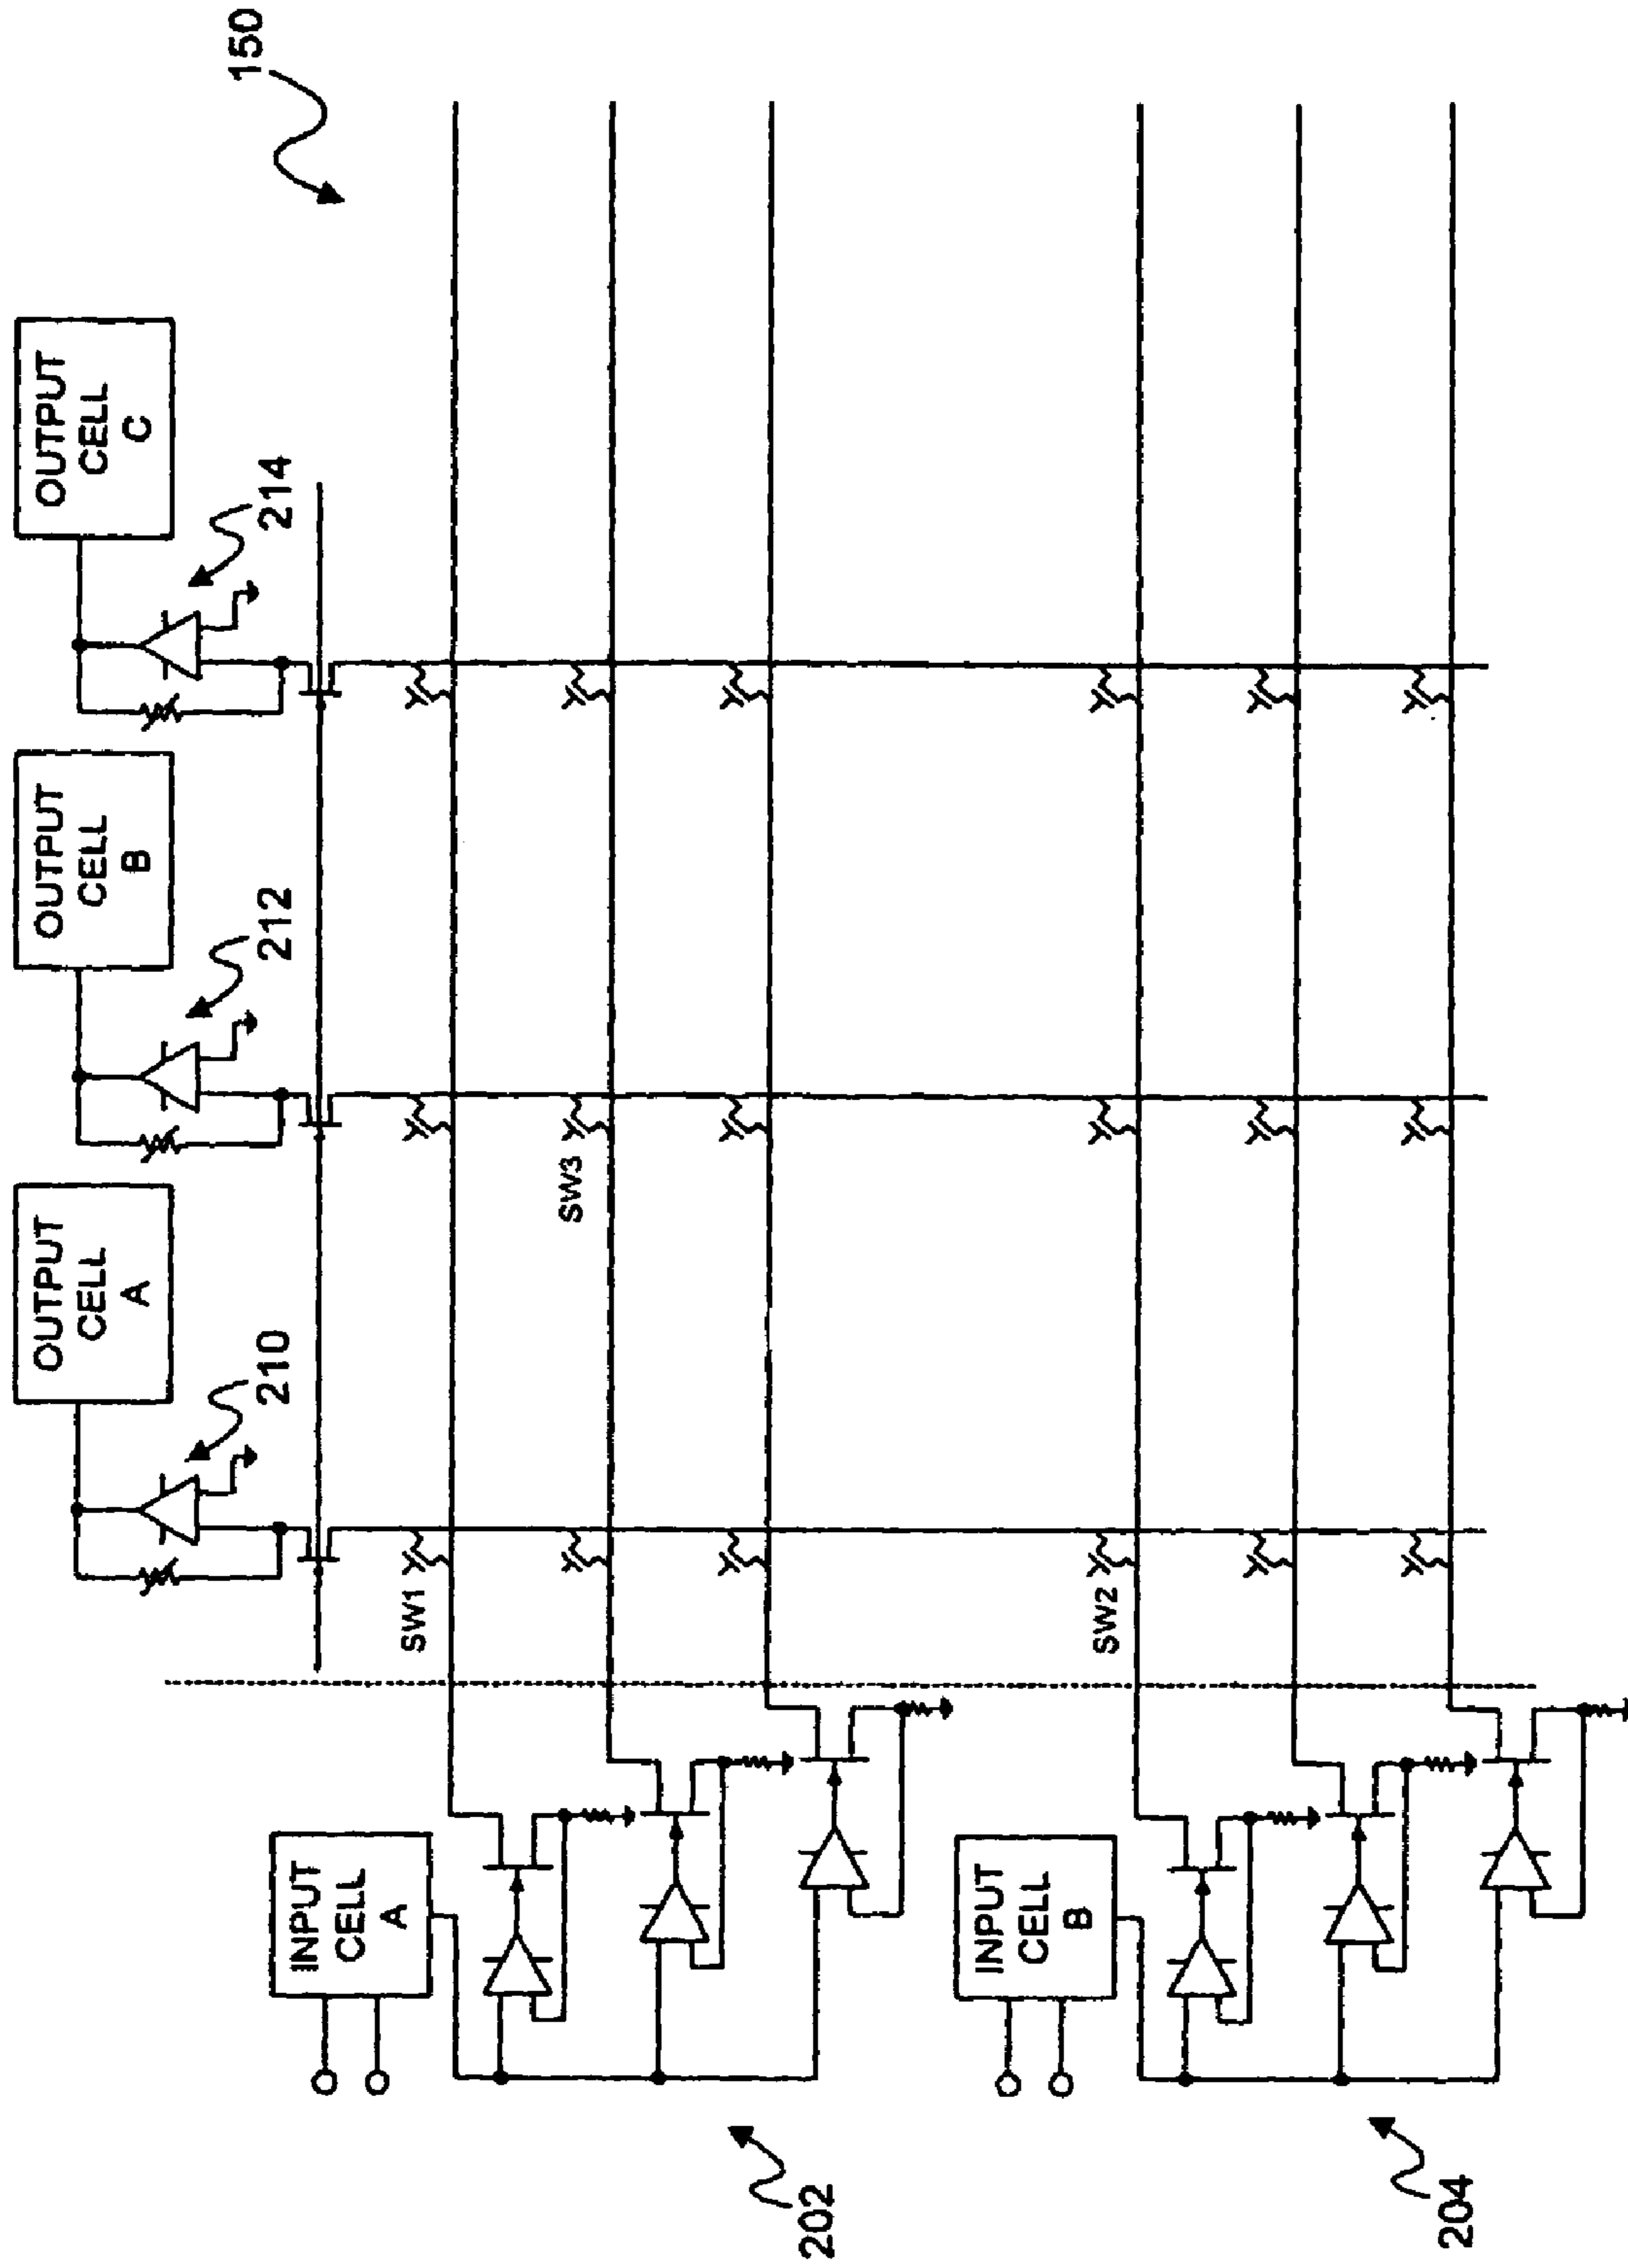 150
OUTPUT
CELL
A
OUTPUT
CELL
B
OUTPUT
CELL
C
210
212
214
INPUT
CELL
A
SW1
SW3
202
INPUT
CELL
B
SW2
204